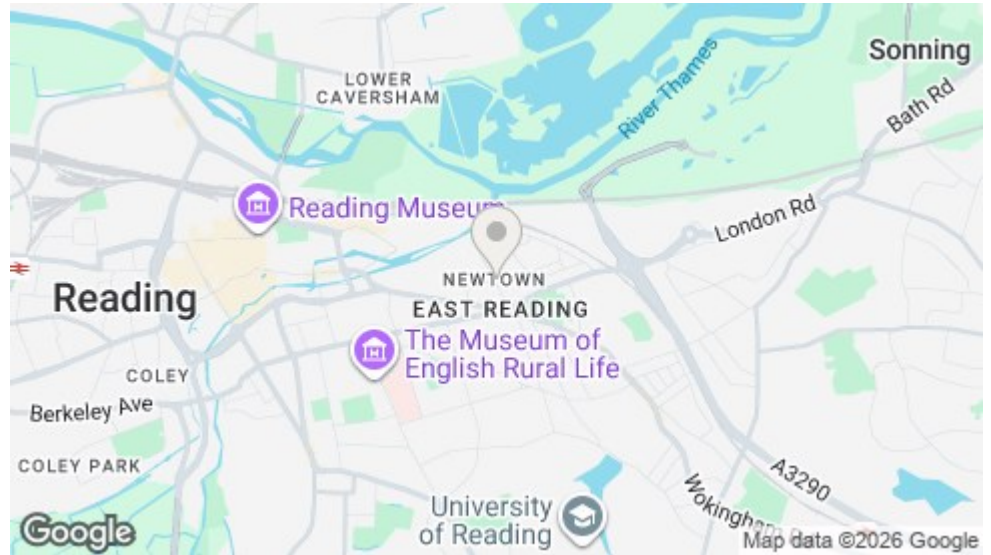 LOWER
CAVERSHAM
Sonning
River Thames
Bath Rd
Reading Museum
London Rd
NEWTOWN
Reading
EAST READING
The Museum of
English Rural Life
COLEY
Berkeley Ave
COLEY PARK
A3290
Wokingham
University
of Reading
Google
Map data ©2026 Google